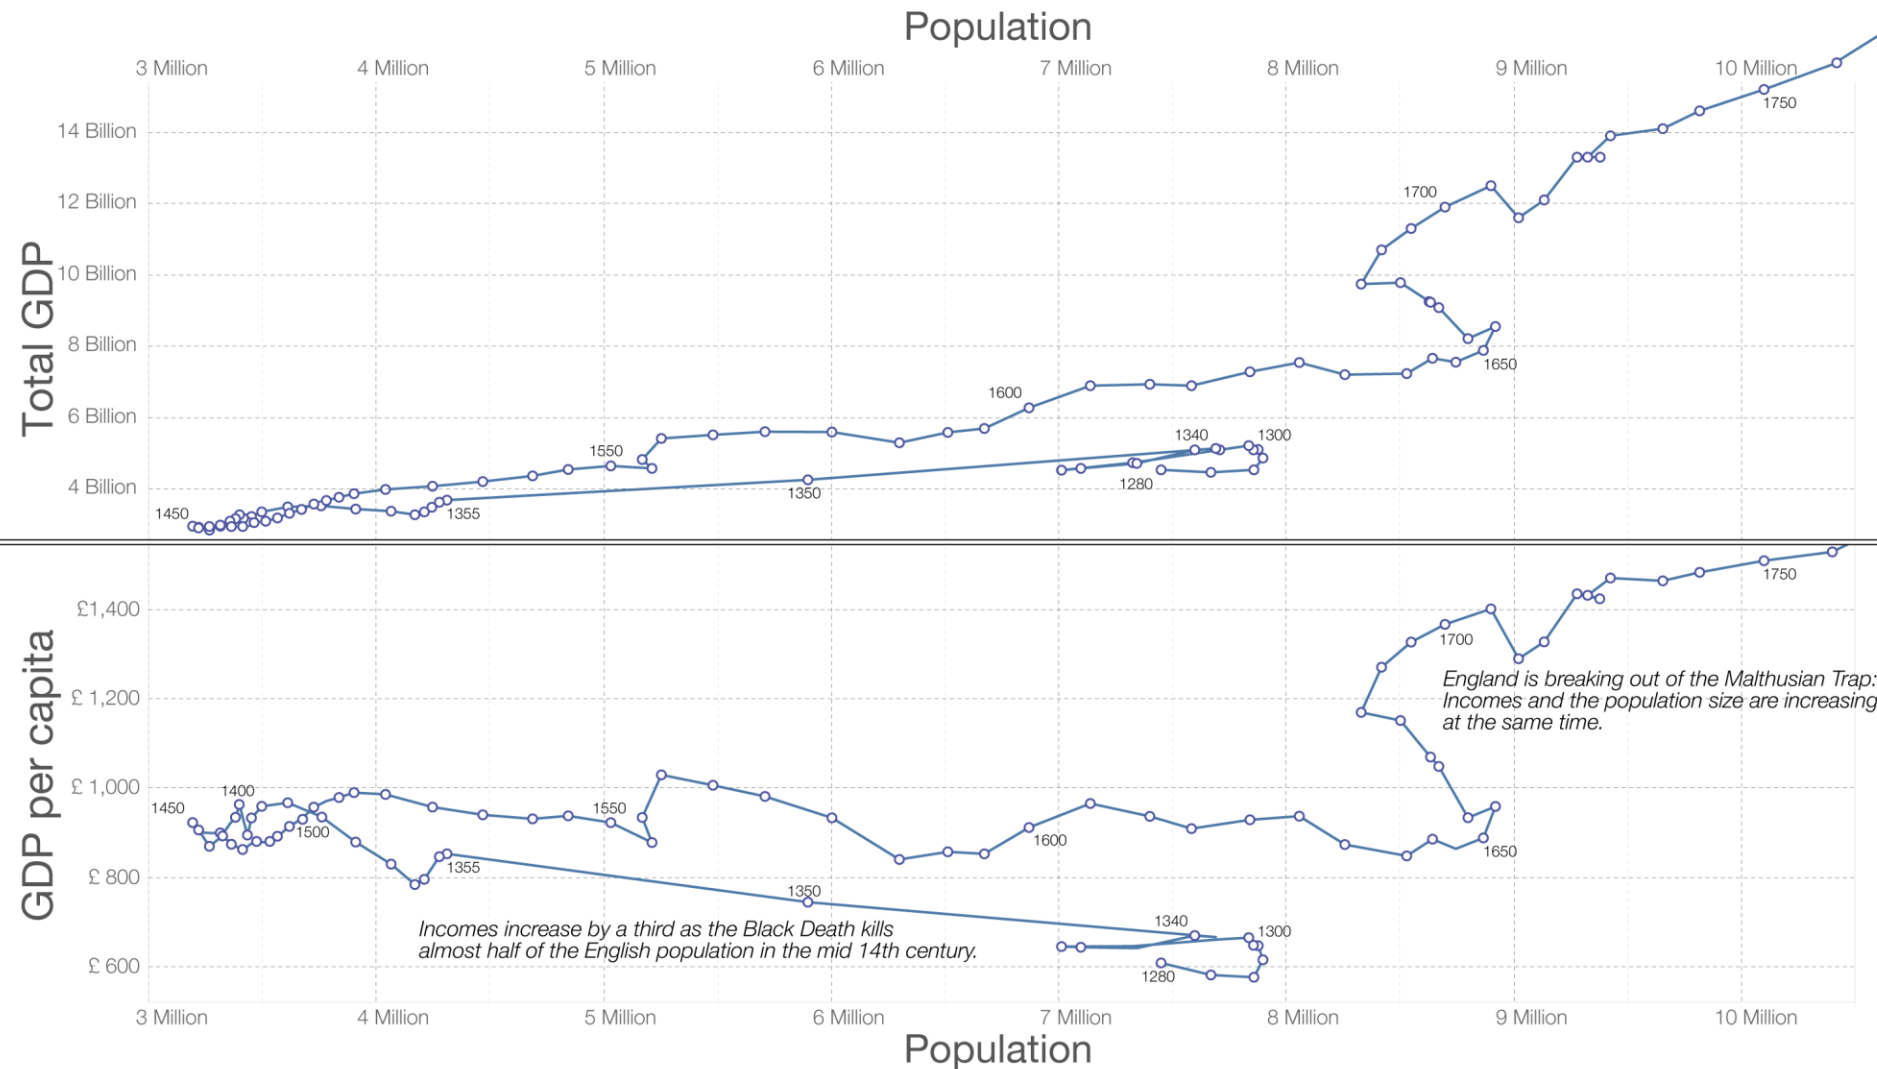 Population
3 Million 4 Million 5 Million 6 Million 7 Million 8 Million 9 Million 10 Million
Total GDP
14 Billion
12 Billion
10 Billion
8 Billion
6 Billion
4 Billion
1750
1700
1650
1600
1340
1300
1550
1280
1350
1450
1355
GDP per capita
£1,400
£ 1,200
£ 1,000
£ 800
£ 600
1750
1700
England is breaking out of the Malthusian Trap:
Incomes and the population size are increasing
at the same time.
1400
1450
1550
1500
1600
1650
1355
1350
Incomes increase by a third as the Black Death kills
almost half of the English population in the mid 14th century.
1340
1300
1280
3 Million 4 Million 5 Million 6 Million 7 Million 8 Million 9 Million 10 Million
Population